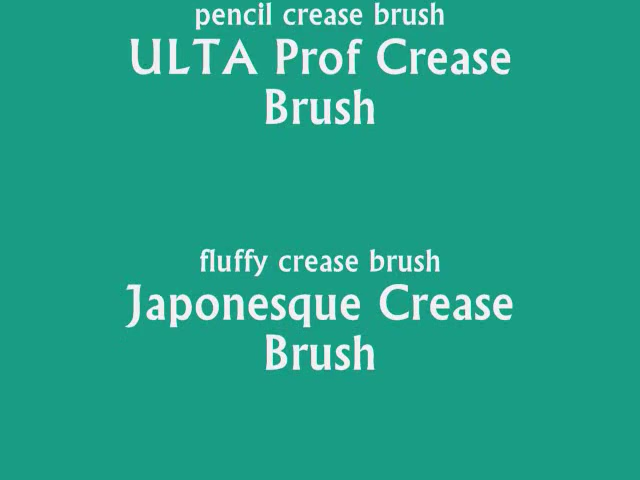 pencil crease brush
ULTA Prof Crease
Brush
fluffy crease brush
Japonesque Crease
Brush